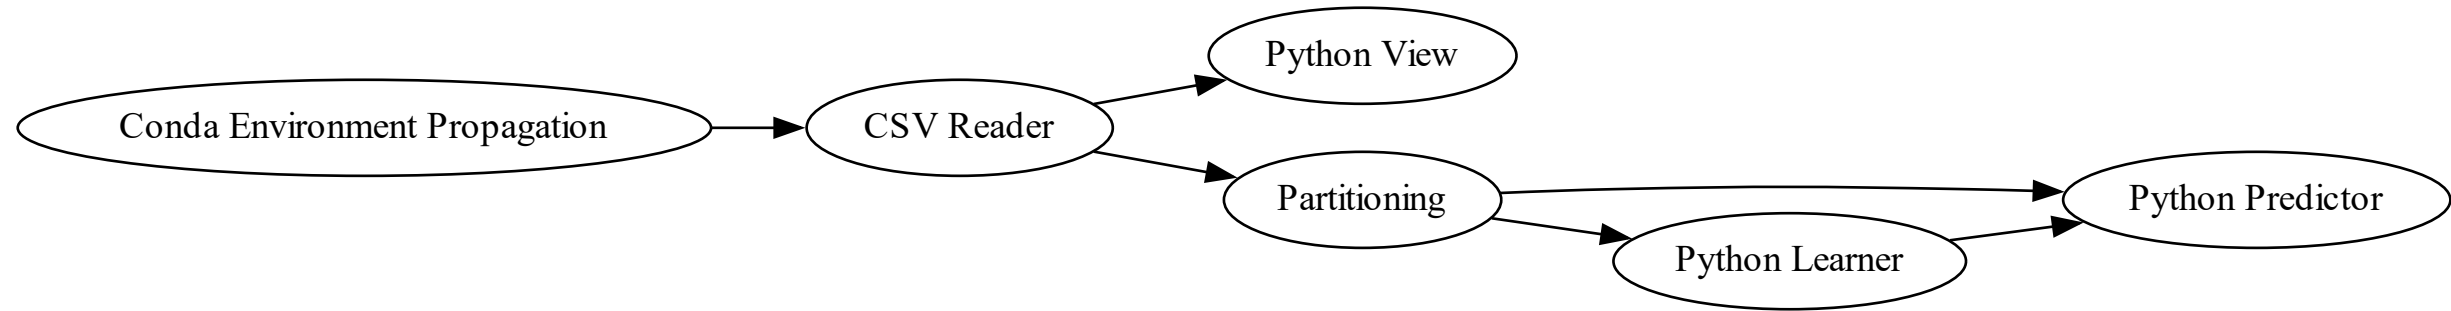 Conda Environment Propagation
CSV Reader
Python View
Partitioning
Python Learner
Python Predictor